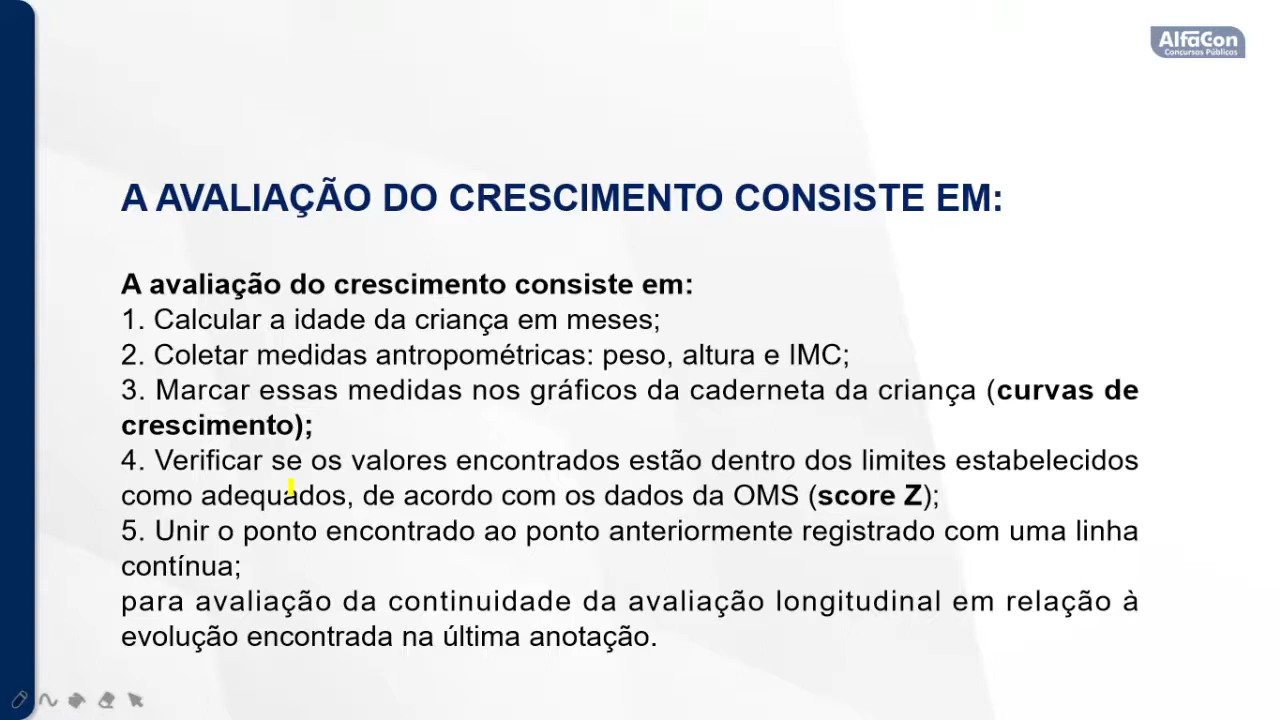 AlfaCon
Concursos Públicos
A AVALIAÇÃO DO CRESCIMENTO CONSISTE EM:
A avaliação do crescimento consiste em:
1. Calcular a idade da criança em meses;
2. Coletar medidas antropométricas: peso, altura e IMC;
3. Marcar essas medidas nos gráficos da caderneta da criança (curvas de
crescimento);
4. Verificar se os valores encontrados estão dentro dos limites estabelecidos
como adequados, de acordo com os dados da OMS (score Z);
5. Unir o ponto encontrado ao ponto anteriormente registrado com uma linha
contínua;
para avaliação da continuidade da avaliação longitudinal em relação à
evolução encontrada na última anotação.